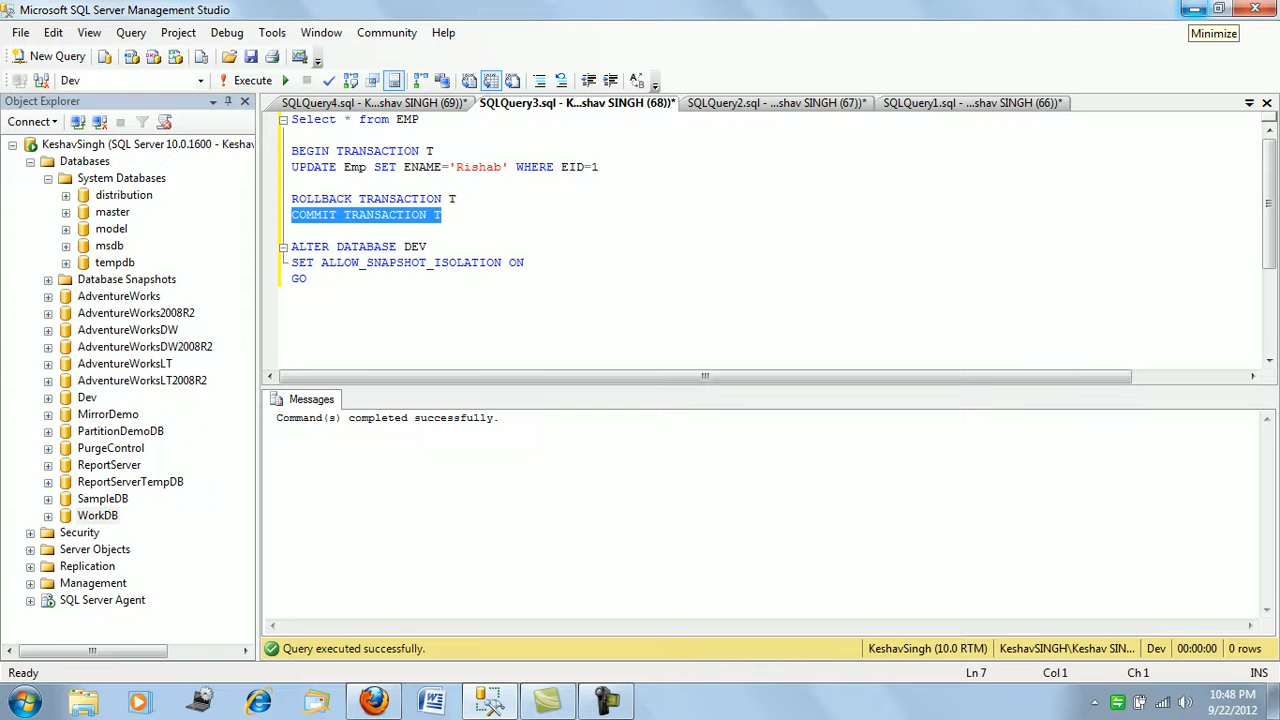 Microsoft SQL Server Management Studio
Minimize
File Edit View Query Project Debug Tools Window Community Help
New Query
Dev Execute
Object Explorer
SQLQuery4.sql - K...shav SINGH (69))* SQLQuery3.sql - K...shav SINGH (68))* SQLQuery2.sql - ...shav SINGH (67))* SQLQuery1.sql - ...shav SINGH (66))*
Connect
KeshavSingh (SQL Server 10.0.1600 - Keshav
Databases
System Databases
distribution
master
model
msdb
tempdb
Database Snapshots
AdventureWorks
AdventureWorks2008R2
AdventureWorksDW
AdventureWorksDW2008R2
AdventureWorksLT
AdventureWorksLT2008R2
Dev
MirrorDemo
PartitionDemoDB
PurgeControl
ReportServer
ReportServerTempDB
SampleDB
WorkDB
Security
Server Objects
Replication
Management
SQL Server Agent
Select * from EMP
BEGIN TRANSACTION T
UPDATE Emp SET ENAME='Rishab' WHERE EID=1
ROLLBACK TRANSACTION T
COMMIT TRANSACTION T
ALTER DATABASE DEV
SET ALLOW_SNAPSHOT_ISOLATION ON
GO
Messages
Command(s) completed successfully.
Query executed successfully. KeshavSingh (10.0 RTM) KeshavSINGH\Keshav SIN... Dev 00:00:00 0 rows
Ready Ln 7 Col 1 Ch 1 INS
10:48 PM
9/22/2012